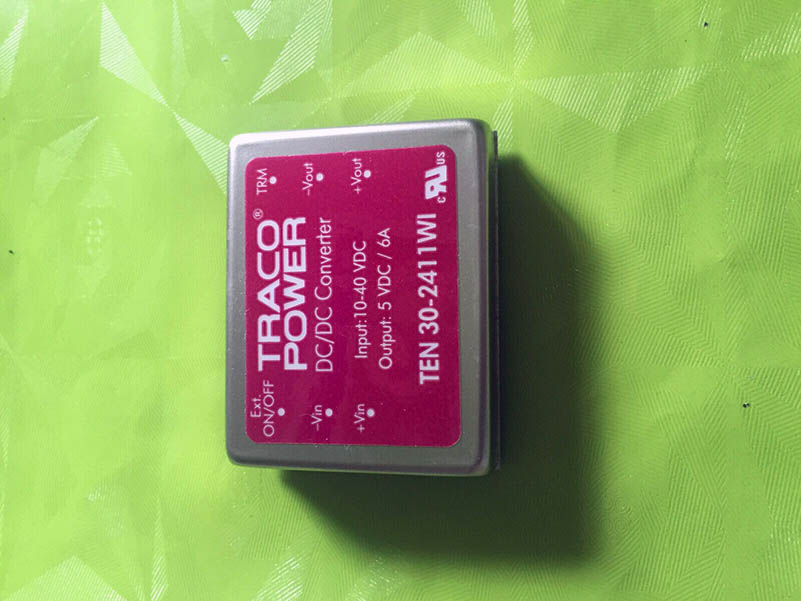 Ext.
ON/OFF
TRM
TRACO®
POWER
–Vin
–Vout
DC/DC Converter
+Vin
+Vout
Input:10-40 VDC
Output: 5 VDC / 6A
TEN 30-2411WI
c RU US